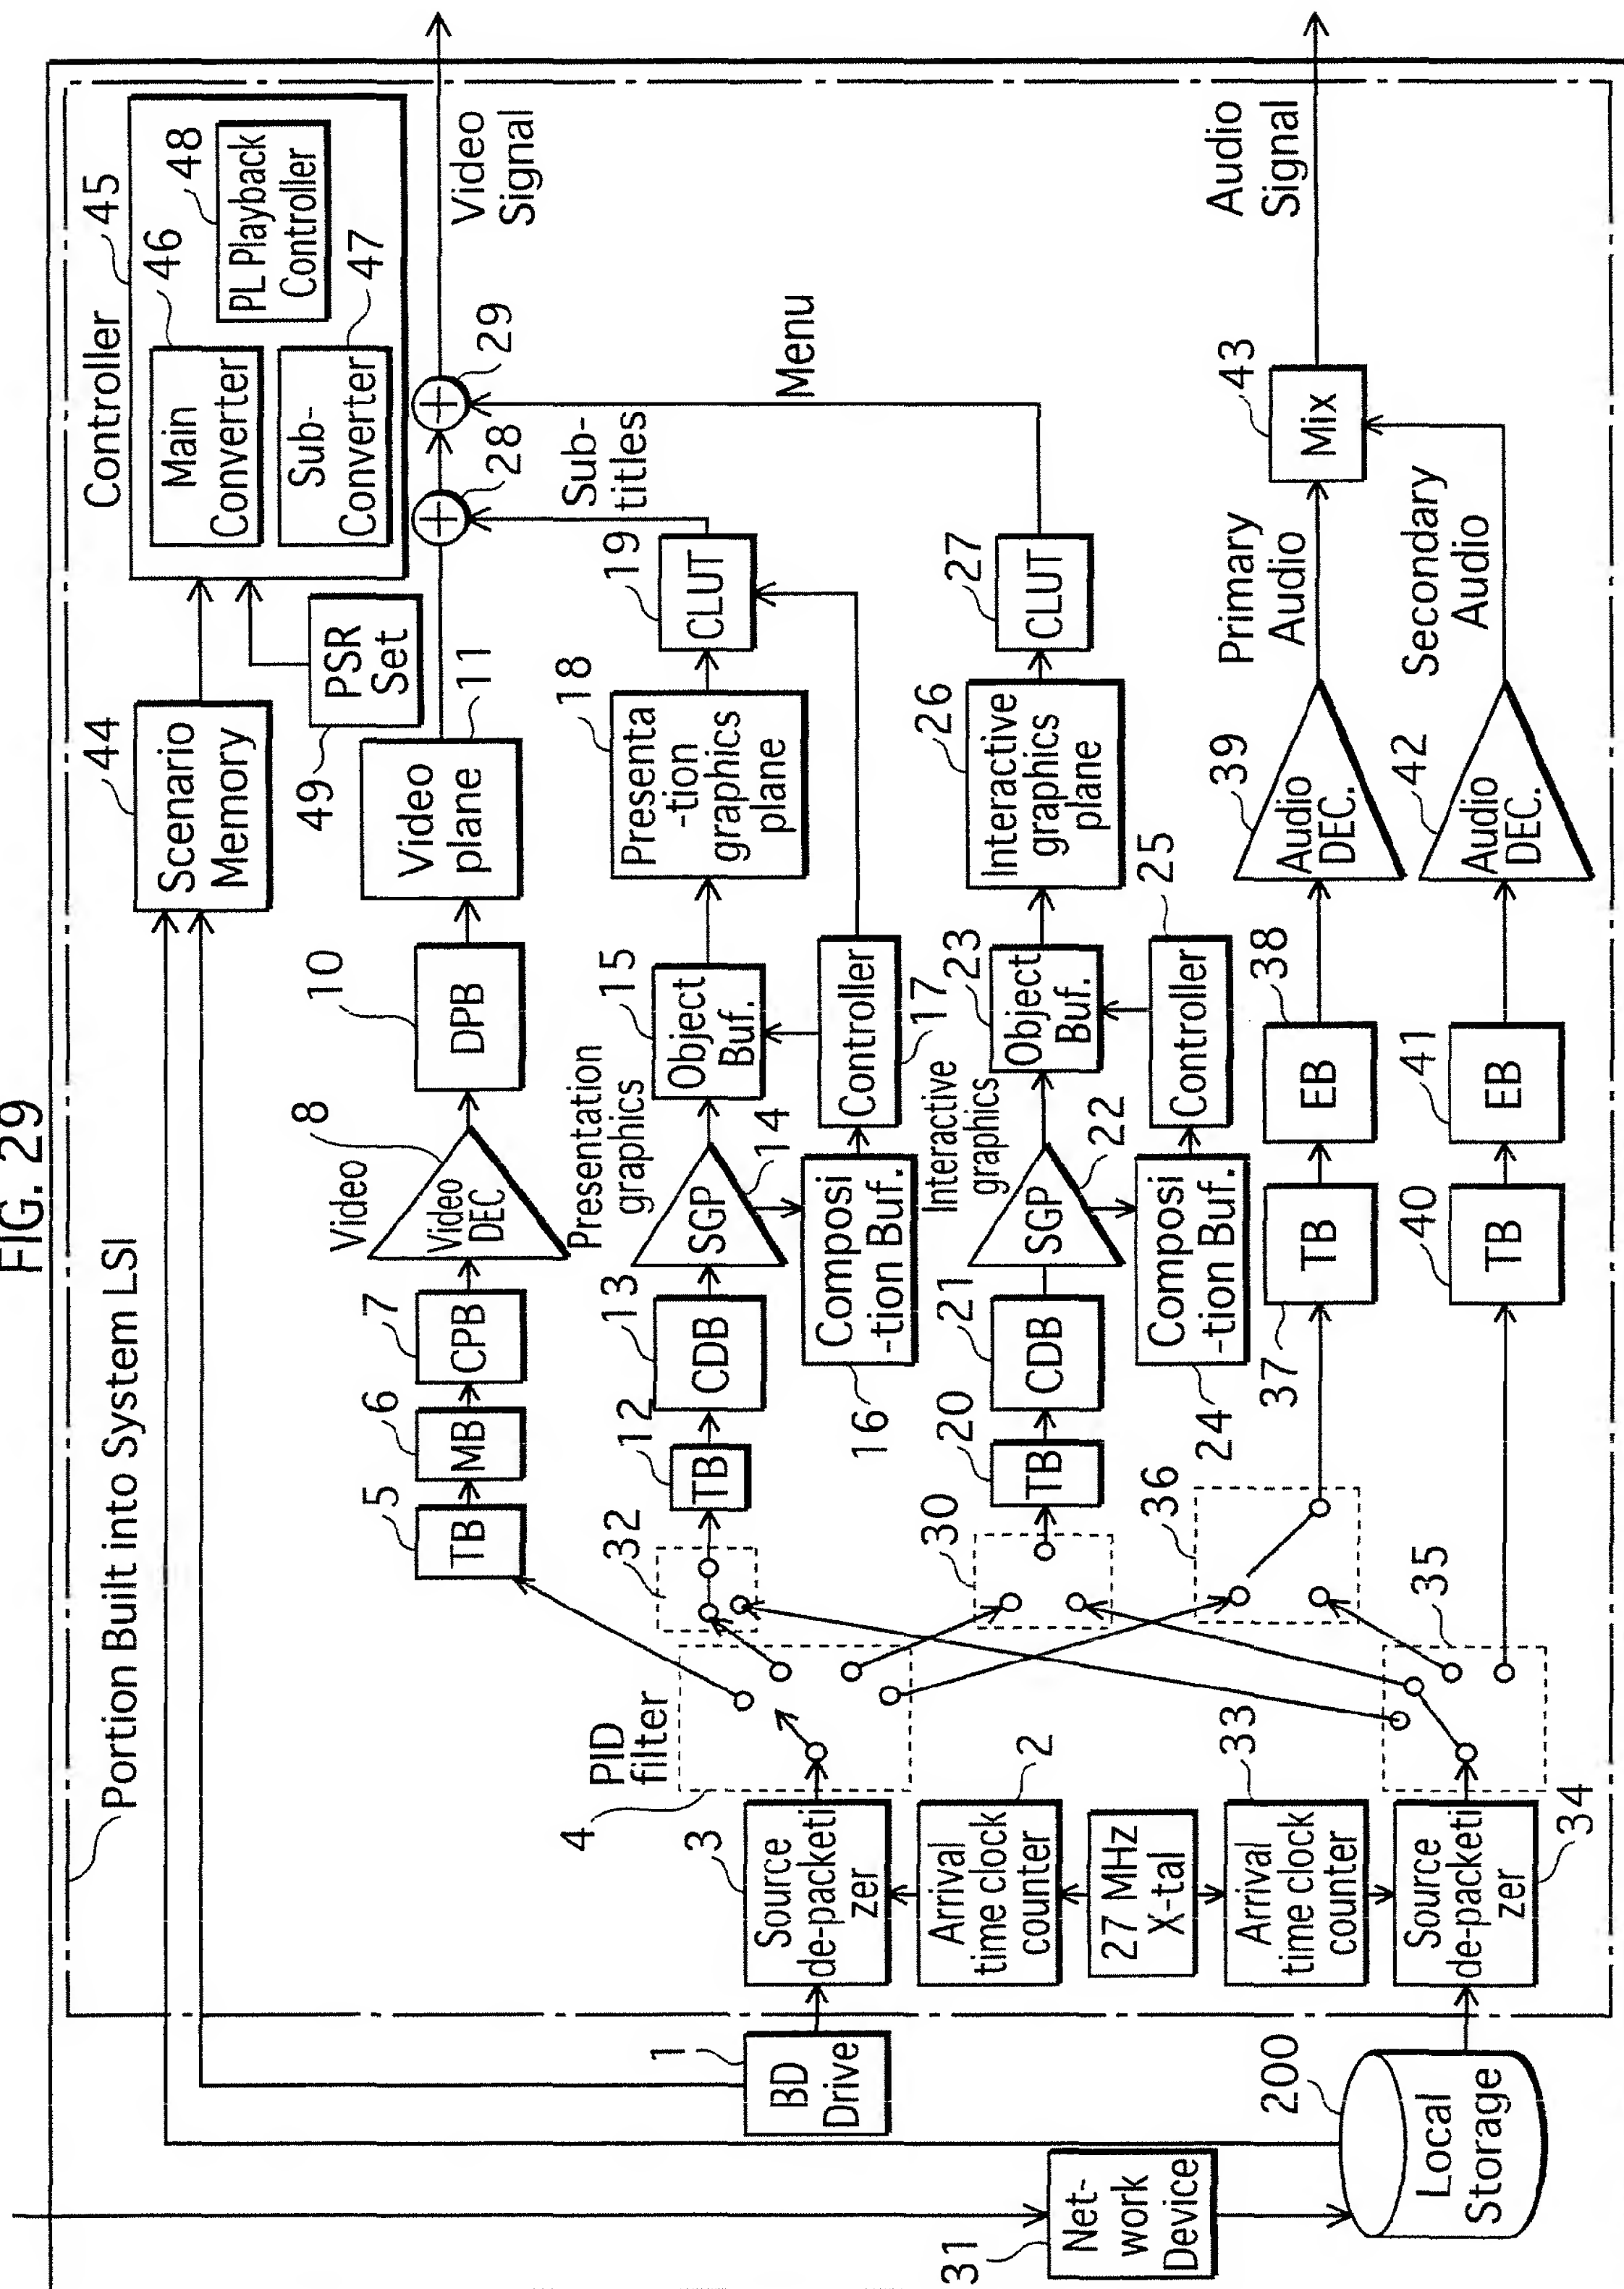 FIG. 29
Portion Built into System LSI
44
Scenario
Memory
Controller
45
46
Main
Converter
48
PL Playback
Controller
Sub-
Converter
47
49
PSR
Set
Video
5
TB
6
MB
7
CPB
8
Video
DEC
10
DPB
11
Video
plane
28
29
Video
Signal
Presentation
graphics
32
12
TB
13
CDB
14
SGP
15
Object
Buf.
18
Presenta
-tion
graphics
plane
19
CLUT
Sub-
titles
16
Composi
-tion Buf.
Controller
17
Menu
Interactive
graphics
30
20
TB
21
CDB
22
SGP
23
Object
Buf.
26
Interactive
graphics
plane
27
CLUT
24
Composi
-tion Buf.
Controller
25
36
37
TB
38
EB
39
Audio
DEC.
Primary
Audio
43
Mix
Audio
Signal
35
40
TB
41
EB
42
Audio
DEC.
Secondary
Audio
1
BD
Drive
3
Source
de-packeti
zer
PID
filter
4
2
Arrival
time clock
counter
27 MHz
X-tal
33
Arrival
time clock
counter
Source
de-packeti
zer
34
31
Net-
work
Device
200
Local
Storage